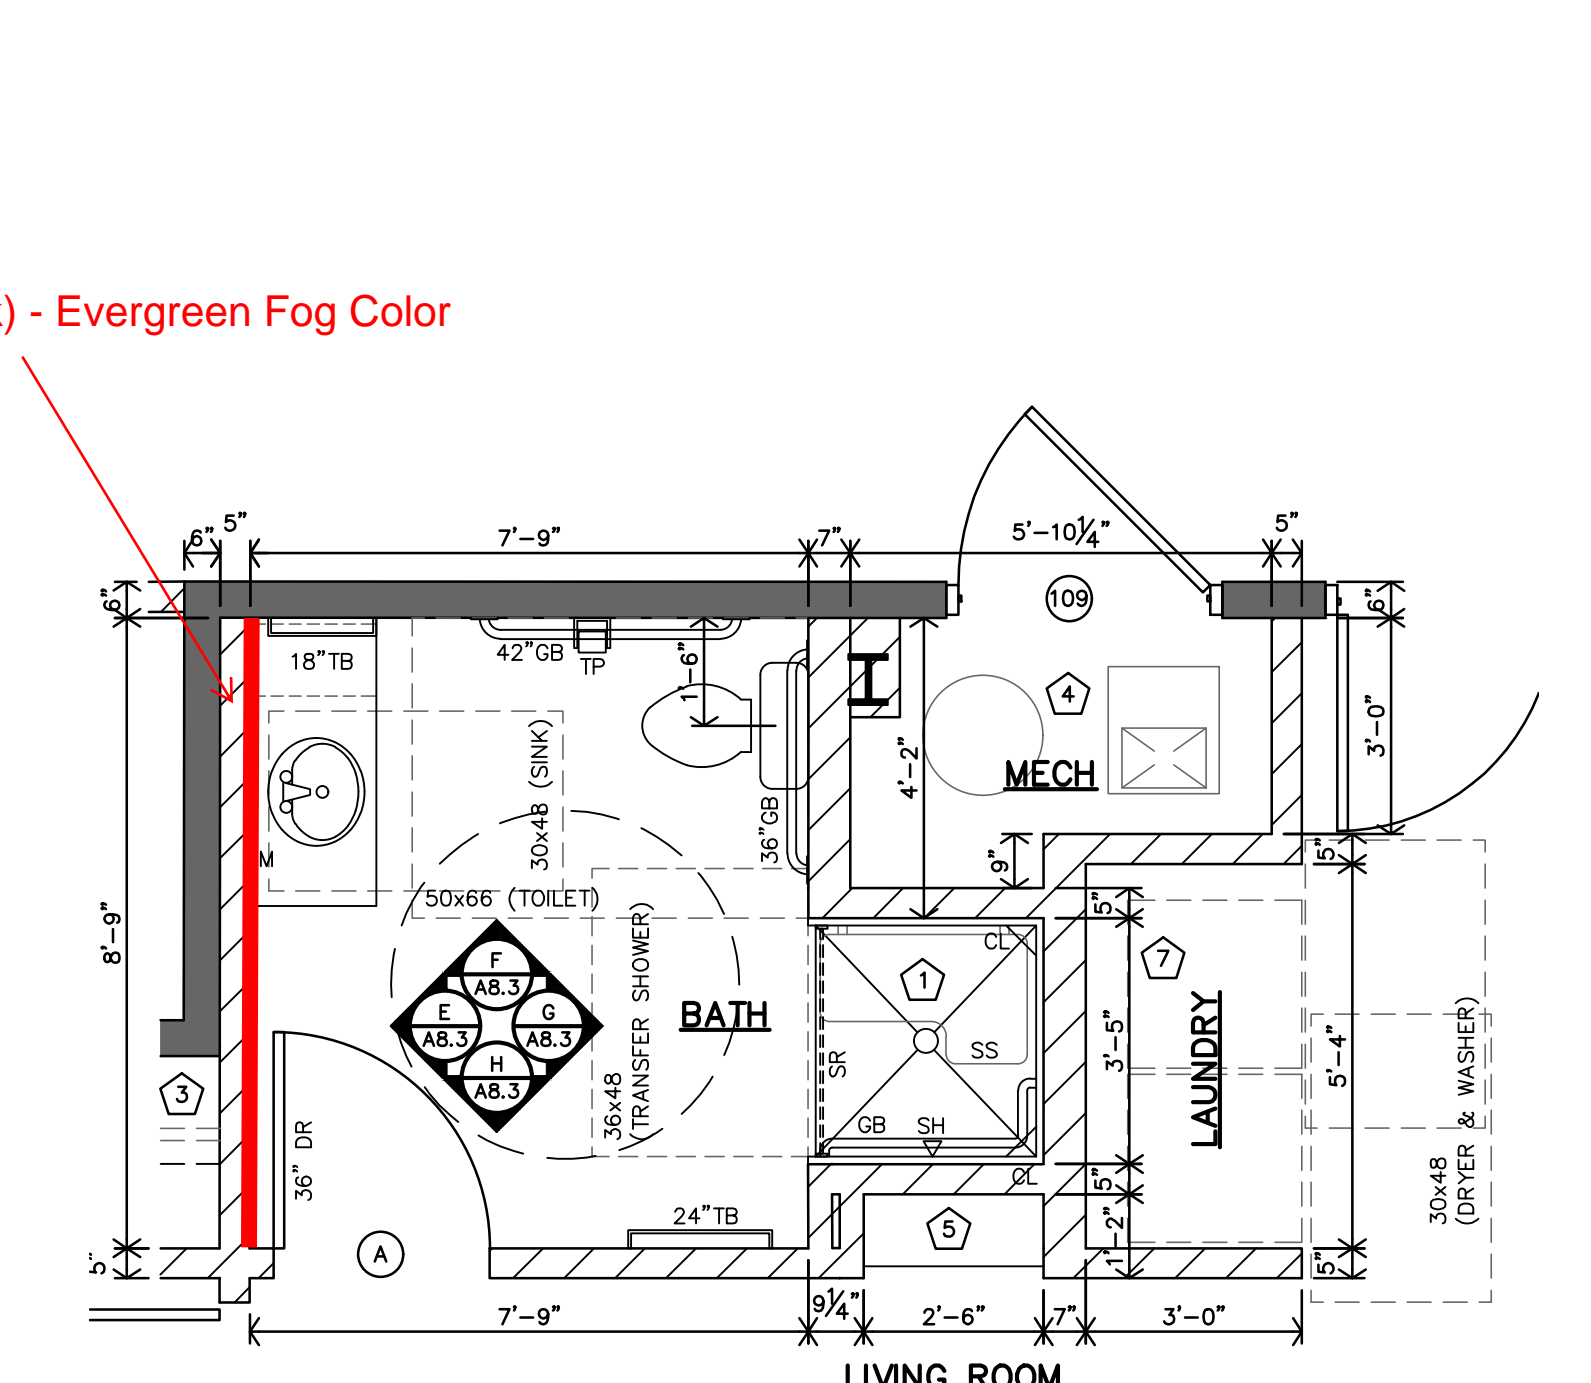 ) - Evergreen Fog Color
6” 5” 7’-9” 7” 5’-10¼” 5”
6”
109
6”
18”TB
42”GB
TP
1’-6”
4
MECH
3’-0”
4’-2”
30x48 (SINK)
36”GB
M
9”
5”
50x66 (TOILET)
5”
8’-9”
F
A8.3
E
A8.3
G
A8.3
H
A8.3
BATH
36x48
(TRANSFER SHOWER)
CL
1
SR
SS
GB
SH
CL
7
3’-5”
LAUNDRY
5’-4”
30x48
(DRYER & WASHER)
3
36” DR
A
24”TB
5
5”
1’-2”
5”
5”
7’-9” 9¼” 2’-6” 7” 3’-0”
LIVING ROOM